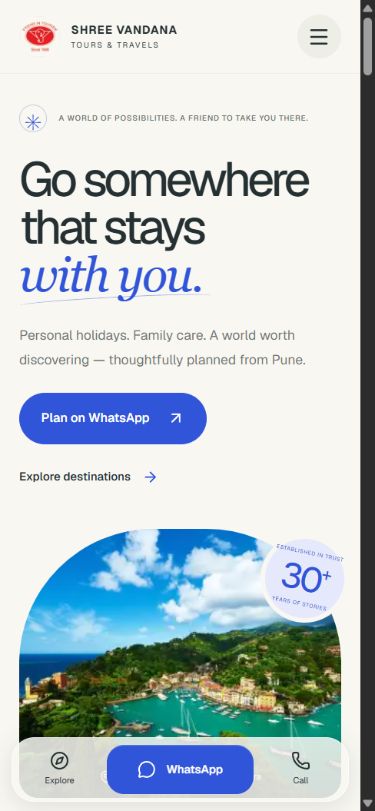 SHREE VANDANA
TOURS & TRAVELS
A WORLD OF POSSIBILITIES. A FRIEND TO TAKE YOU THERE.
Go somewhere
that stays
with you.
Personal holidays. Family care. A world worth
discovering — thoughtfully planned from Pune.
Plan on WhatsApp
Explore destinations
ESTABLISHED IN TRUST
30+
YEARS OF STORIES
Explore
WhatsApp
Call